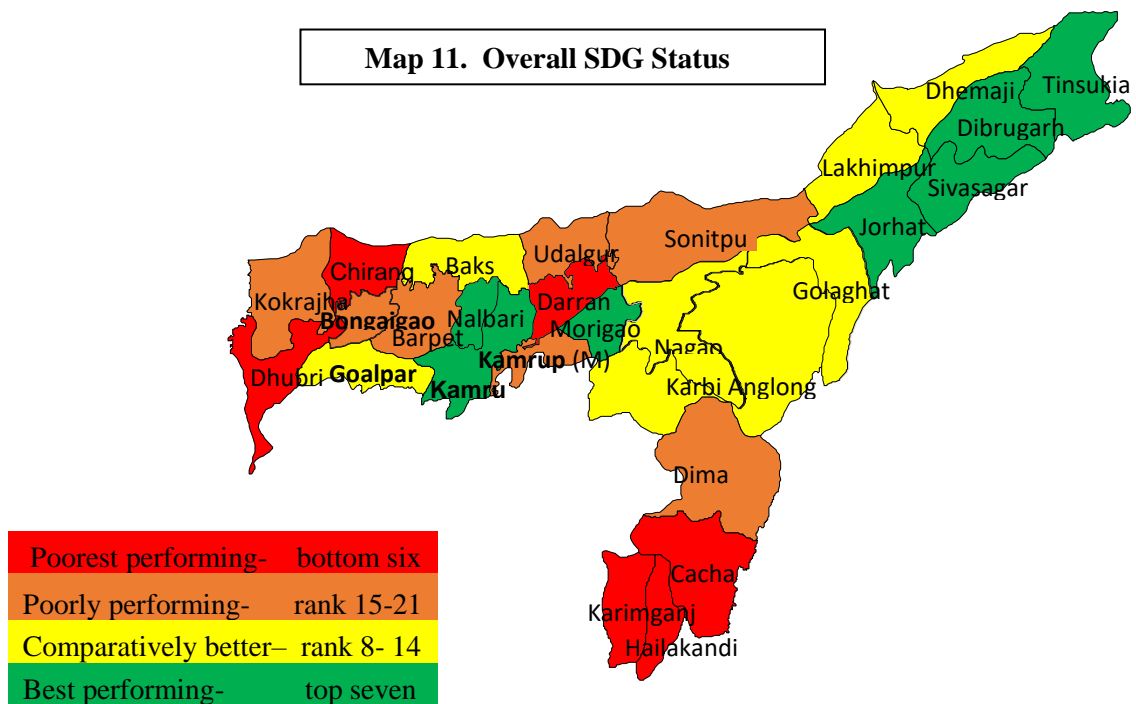 Map 11. Overall SDG Status
Tinsukia
Dhemaji
Dibrugarh
Lakhimpur
Sivasagar
Jorhat
Sonitpu
Udalgur
Baks
Chirang
Golaghat
Kokrajha
Darran
Bongaigao
Nalbari
Morigao
Barpet
Nagao
Kamrup (M)
Dhubri
Goalpar
Kamru
Karbi Anglong
Dima
Cacha
Karimganj
Hailakandi
Poorest performing- bottom six
Poorly performing- rank 15-21
Comparatively better– rank 8- 14
Best performing- top seven